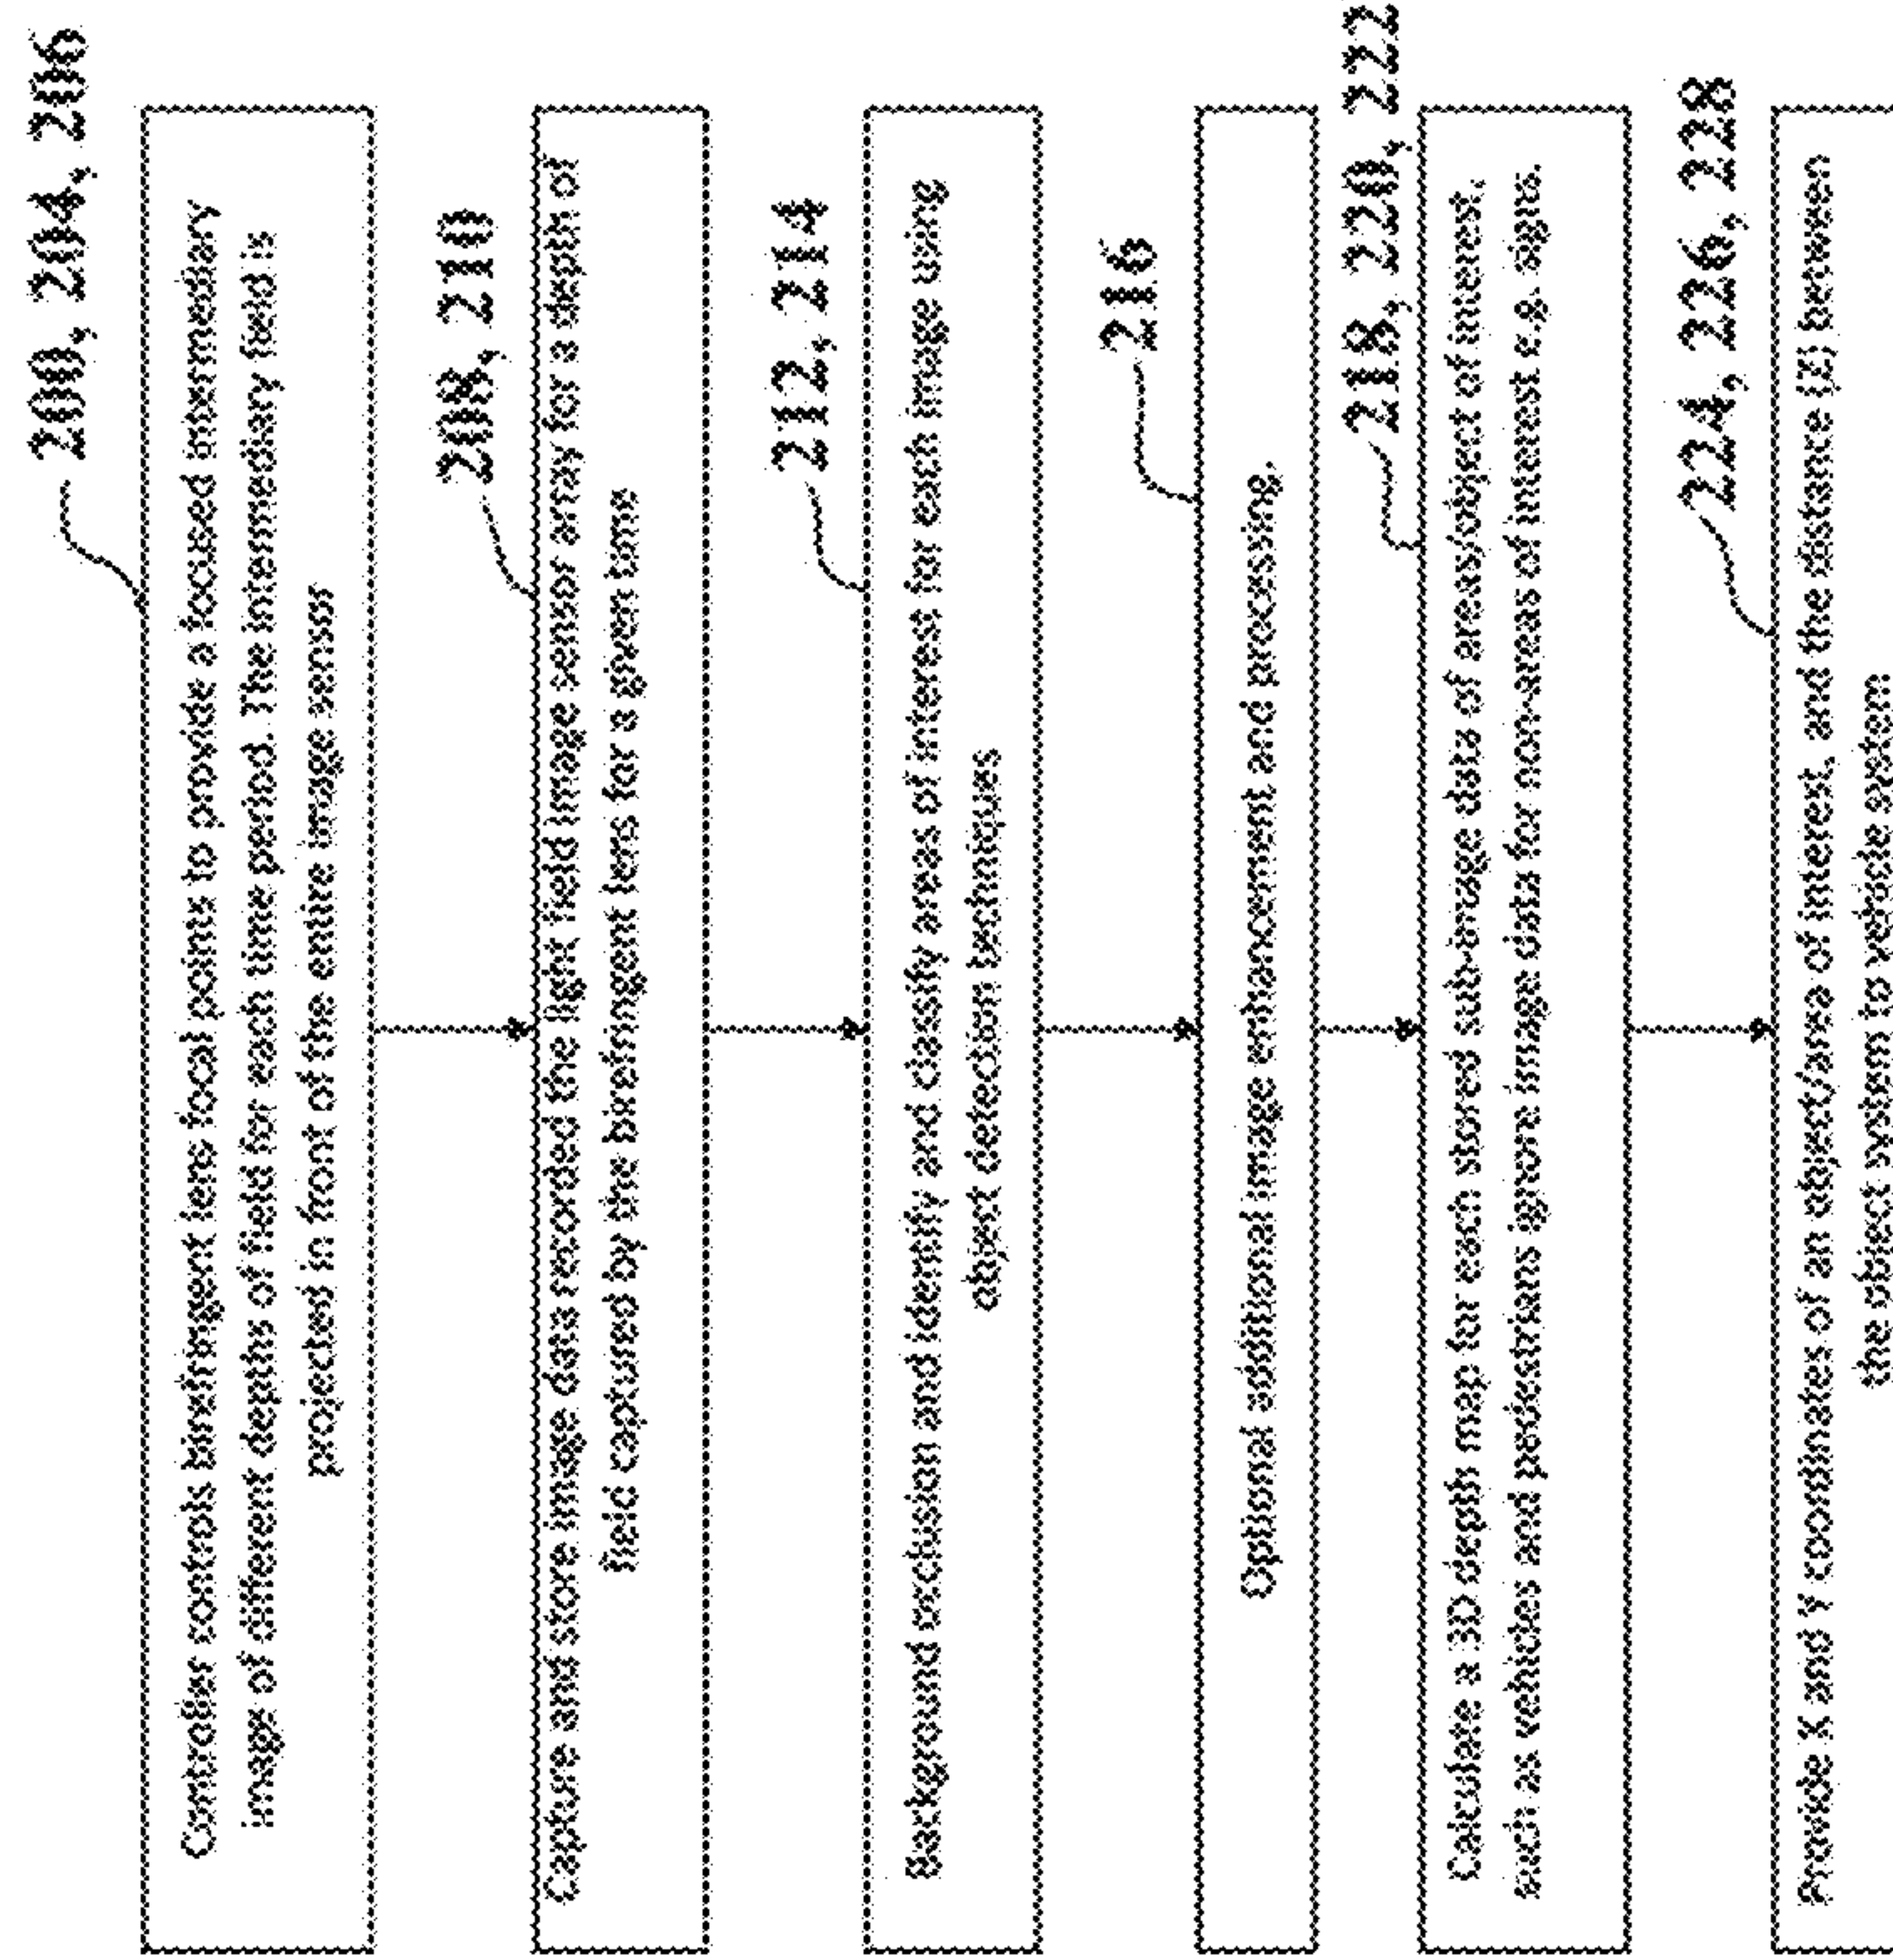 200, 204, 206
Controller controls birefringent lens focal points to provide a focused intermediary
image of different depths of field for each time period. The intermediary field is
projected in front of the entire image sensor
208, 210
Capture and store image data recorded the light field image sensor array for a depth of
field captured by the birefringent lens for a given time
212, 214
Background occlusion and identify and classify areas of interest for each image using
object detection techniques
216
Optional additional image enhancement and processing.
218, 220, 222
Calculate a 3D depth map for each stored sub-image data of areas/object of interest,
such as vehicles and pedestrians ignore image data for non-areas of interest e.g. signs.
224, 226, 228
Provide X and Y coordinates of an object/area of interest, and the distance (Z) between
the object system to vehicle system